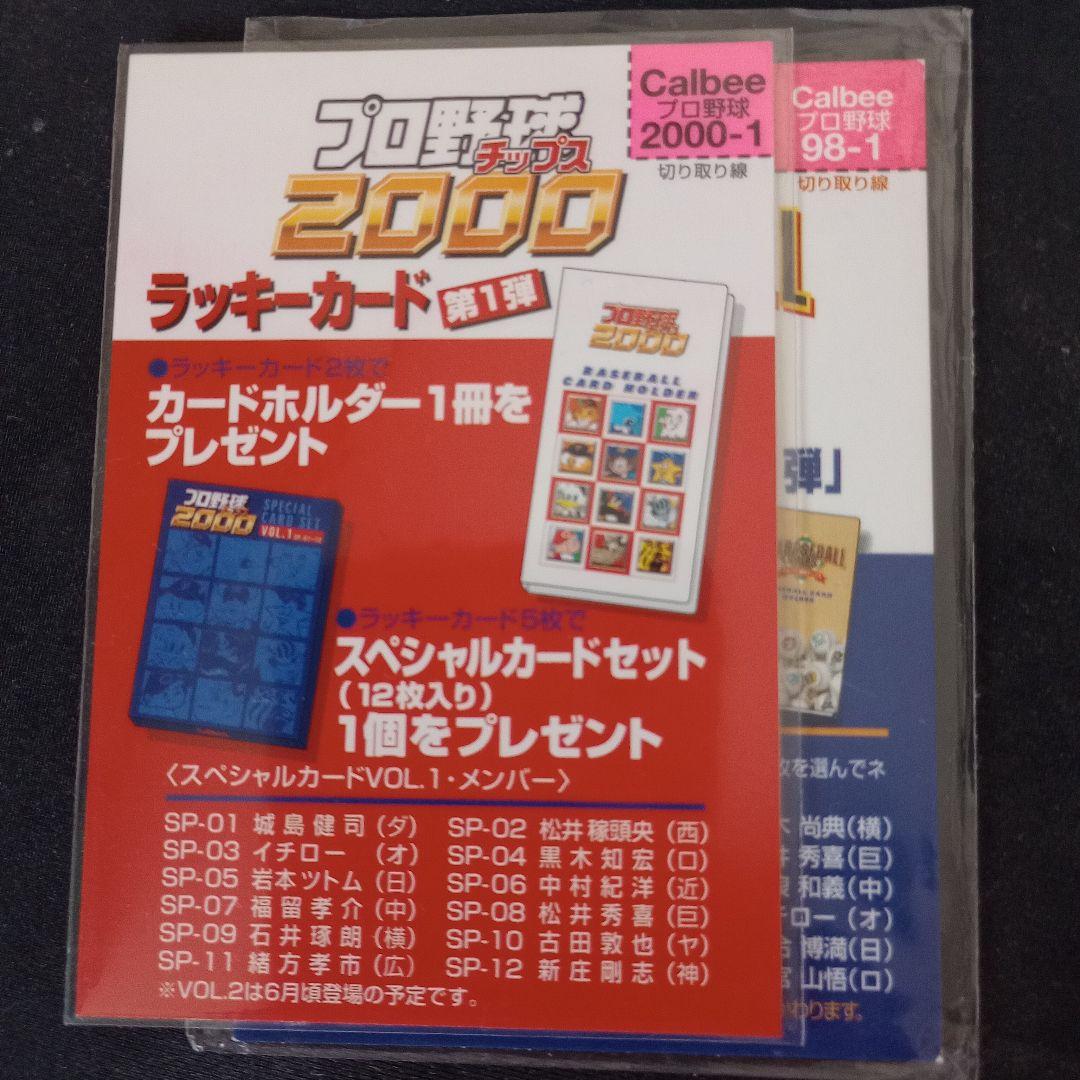 Calbee
プロ野球
2000-1
切り取り線
プロ野球
チップス
2000
ラッキーカード 第1弾
●ラッキーカード2枚で
カードホルダー1冊を
プレゼント
プロ野球
2000
BASEBALL
CARD HOLDER
プロ野球
2000
SPECIAL
CARD SET
VOL.1
●ラッキーカード5枚で
スペシャルカードセット
(12枚入り)
1個をプレゼント
〈スペシャルカードVOL.1・メンバー〉
SP-01 城島健司(ダ) SP-02 松井稼頭央(西)
SP-03 イチロー (オ) SP-04 黒木知宏(ロ)
SP-05 岩本ツトム(日) SP-06 中村紀洋(近)
SP-07 福留孝介(中) SP-08 松井秀喜(巨)
SP-09 石井琢朗(横) SP-10 古田敦也(ヤ)
SP-11 緒方孝市(広) SP-12 新庄剛志(神)
※VOL.2は6月頃登場の予定です。
Calbee
プロ野球
98-1
切り取り線
弾」
を選んでネ
尚典(横)
秀喜(巨)
和義(中)
チロー(オ)
博満(日)
山悟(ロ)
わります。